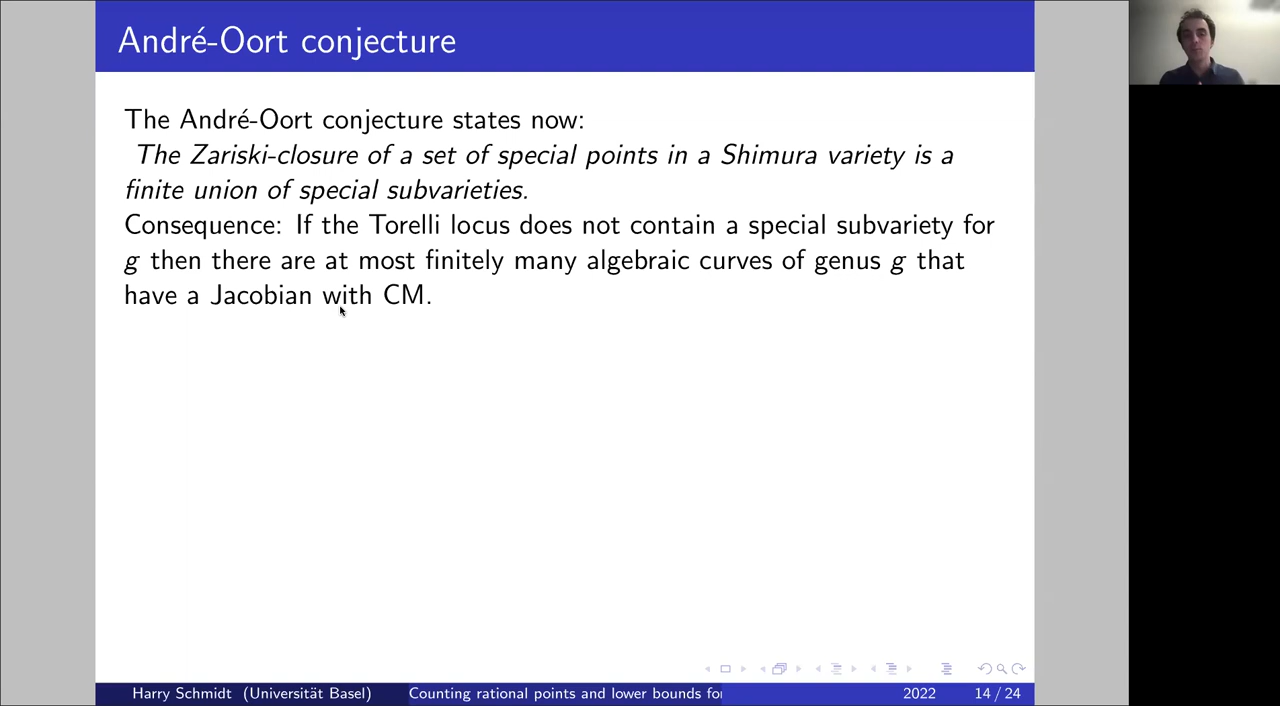 André-Oort conjecture
The André-Oort conjecture states now:
The Zariski-closure of a set of special points in a Shimura variety is a
finite union of special subvarieties.
Consequence: If the Torelli locus does not contain a special subvariety for
g then there are at most finitely many algebraic curves of genus g that
have a Jacobian with CM.
Harry Schmidt (Universität Basel) Counting rational points and lower bounds for 2022 14 / 24